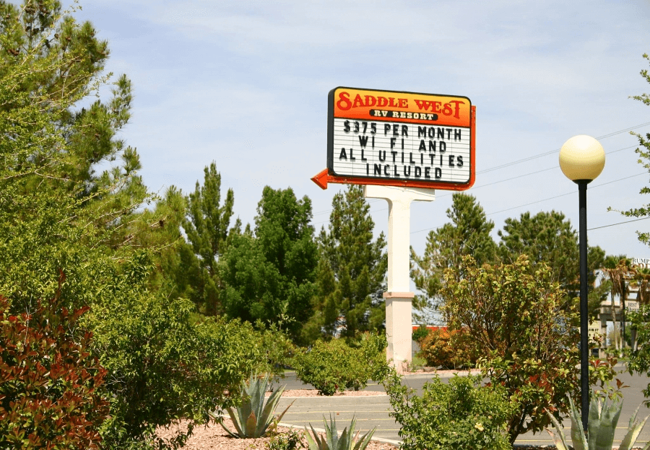 SADDLE WEST
RV RESORT
$375 PER MONTH
WI FI AND
ALL UTILITIES
INCLUDED